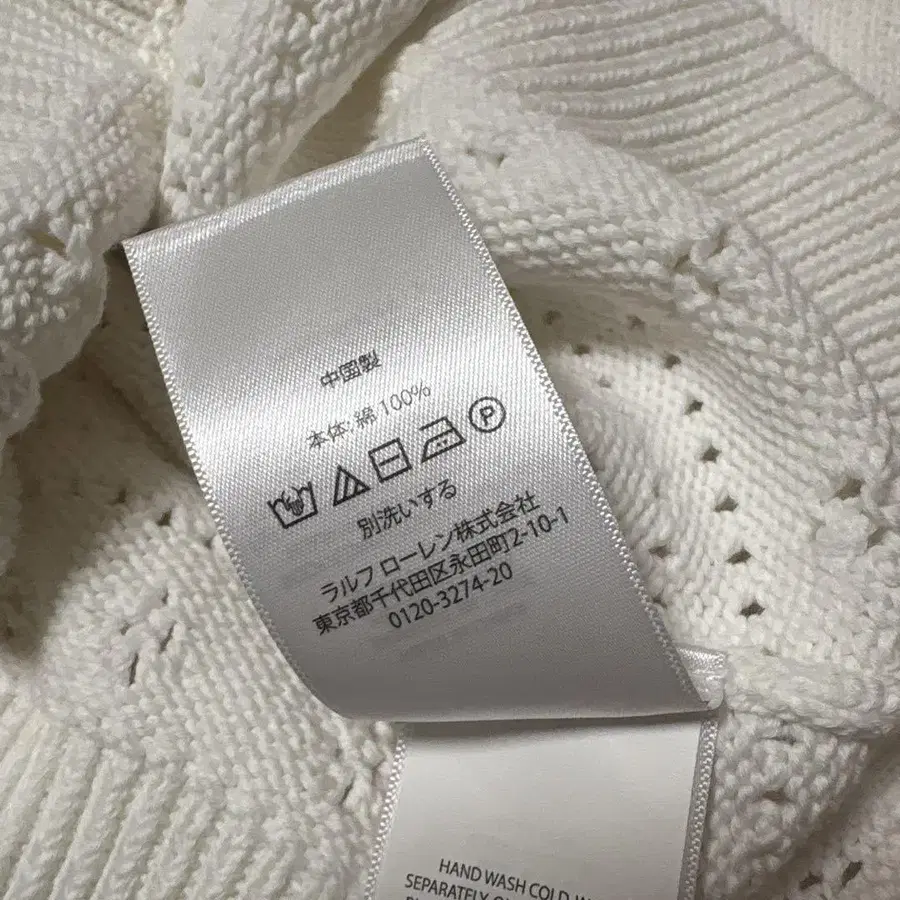 中国製
本体: 綿 100%
P
別洗いする
ラルフ ローレン株式会社
東京都千代田区永田町2-10-1
0120-3274-20
HAND WASH COLD
SEPARATELY